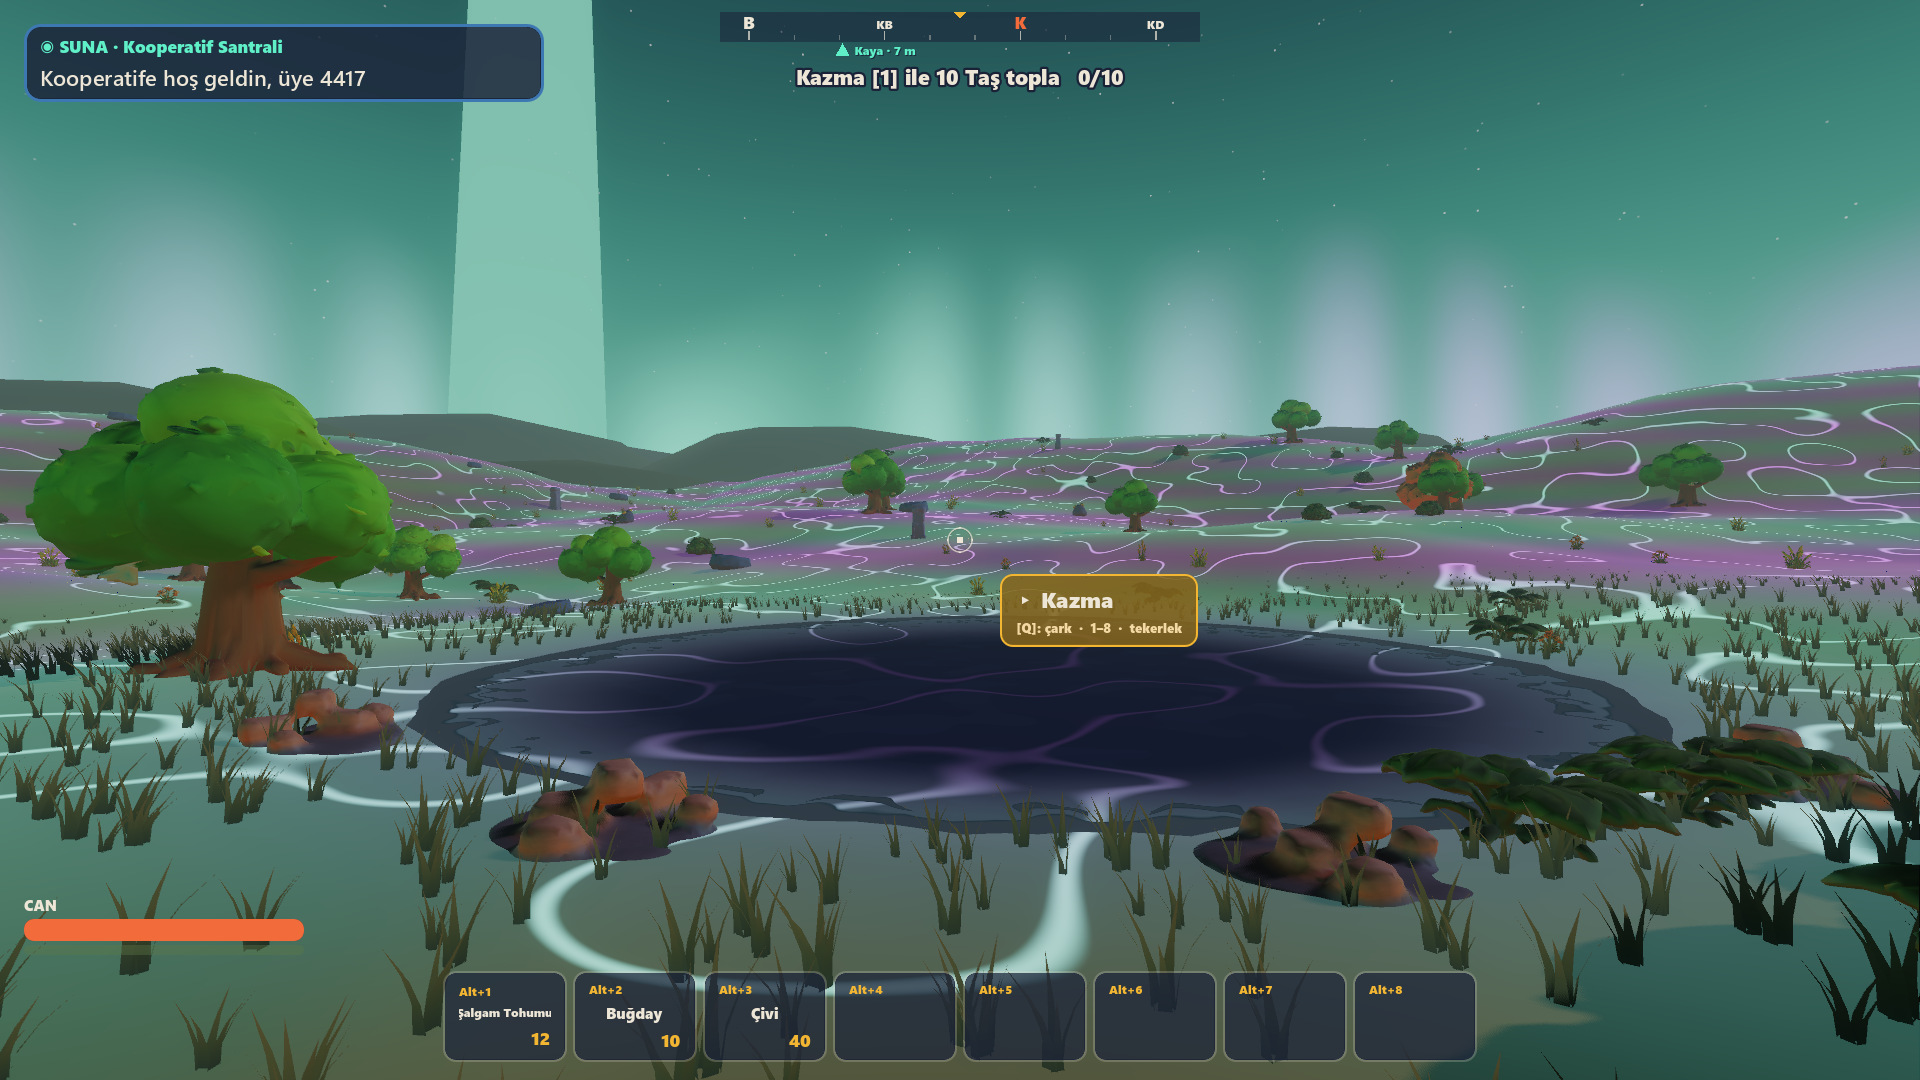 ◉ SUNA · Kooperatif Santrali
Kooperatife hoş geldin, üye 4417
B KB K KD
▲ Kaya · 7 m
Kazma [1] ile 10 Taş topla 0/10
▸ Kazma
[Q]: çark · 1–8 · tekerlek
CAN
Alt+1 Alt+2 Alt+3 Alt+4 Alt+5 Alt+6 Alt+7 Alt+8
Şalgam Tohumu Buğday Çivi
12 10 40